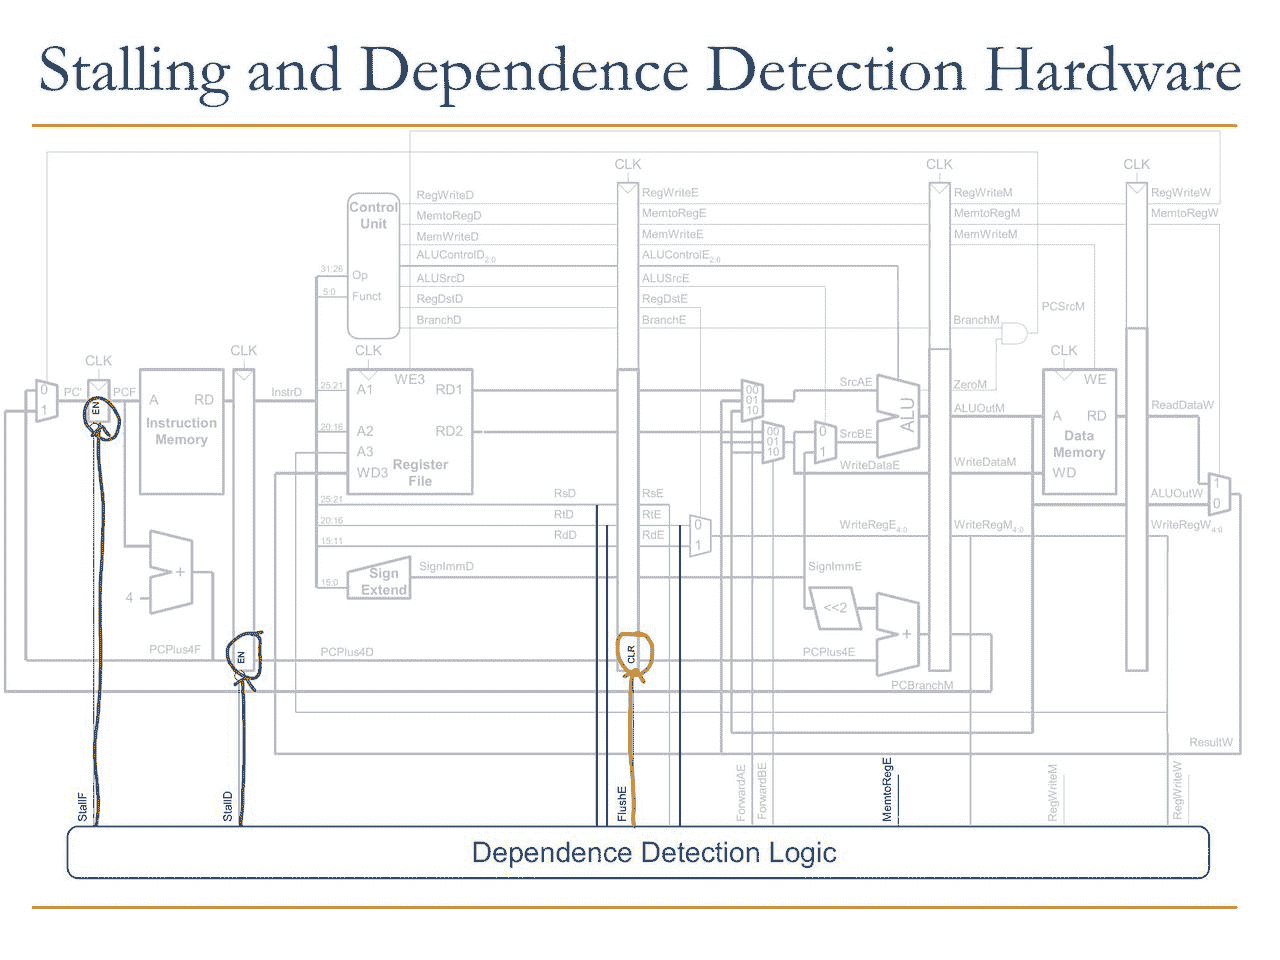 Stalling and Dependence Detection Hardware
CLK CLK CLK
RegWriteD RegWriteE RegWriteM RegWriteW
Control Unit MemtoRegD MemtoRegE MemtoRegM MemtoRegW
MemWriteD MemWriteE MemWriteM
ALUControlD2:0 ALUControlE2:0
31:26 Op ALUSrcD ALUSrcE
5:0 Funct RegDstD RegDstE PCSrcM
BranchD BranchE BranchM
CLK CLK CLK CLK
0 1 PC' PCF EN A RD InstrD 25:21 A1 WE3 RD1 00 01 10 SrcAE ALU ZeroM WE
Instruction Memory 20:16 A2 RD2 00 01 10 0 1 SrcBE ALUOutM A RD ReadDataW
A3 WriteDataE WriteDataM Data Memory
WD3 Register File WD 1 0
25:21 RsD RsE ALUOutW
20:16 RtD RtE 0 1 WriteRegE4:0 WriteRegM4:0 WriteRegW4:0
15:11 RdD RdE
+ 4 15:0 Sign Extend SignImmD SignImmE
<<2 +
PCPlus4F EN PCPlus4D CLR PCPlus4E
PCBranchM
ResultW
StallF StallD FlushE ForwardAE ForwardBE MemtoRegE RegWriteM RegWriteW
Dependence Detection Logic